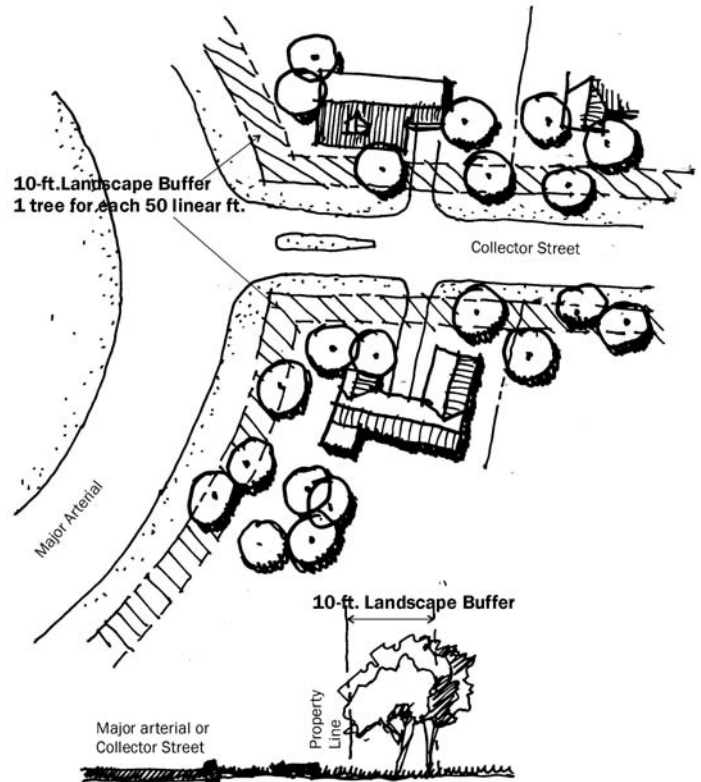 10-ft. Landscape Buffer
1 tree for each 50 linear ft.
Collector Street
Major Arterial
10-ft. Landscape Buffer
Property
Line
Major arterial or
Collector Street